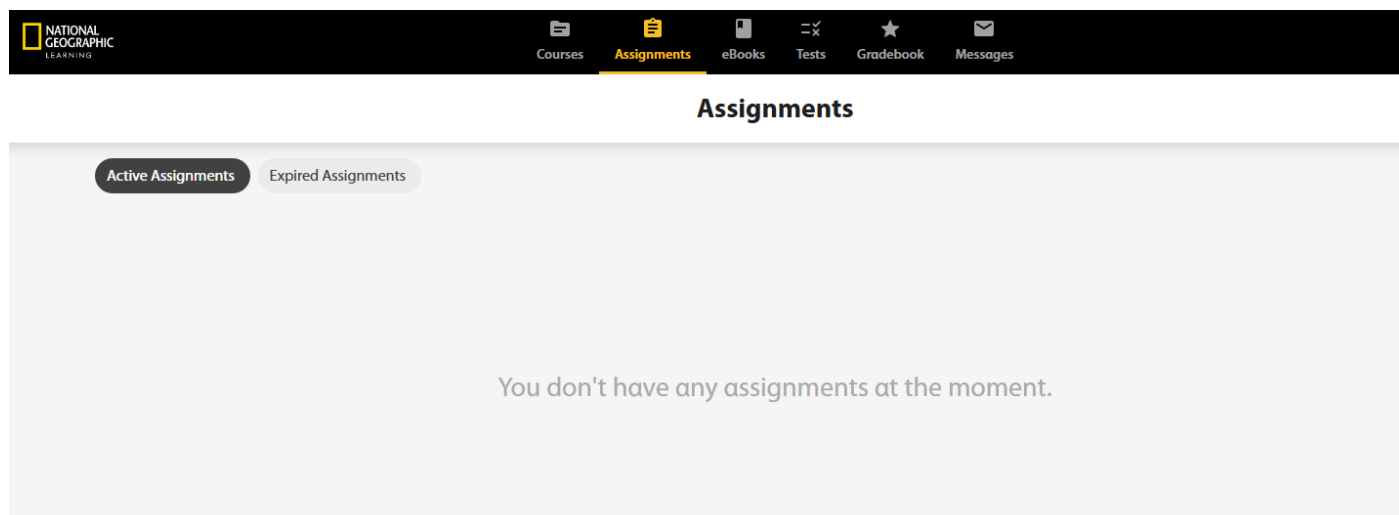 NATIONAL
GEOGRAPHIC
LEARNING
Courses
Assignments
eBooks
Tests
Gradebook
Messages
Assignments
Active Assignments
Expired Assignments
You don't have any assignments at the moment.